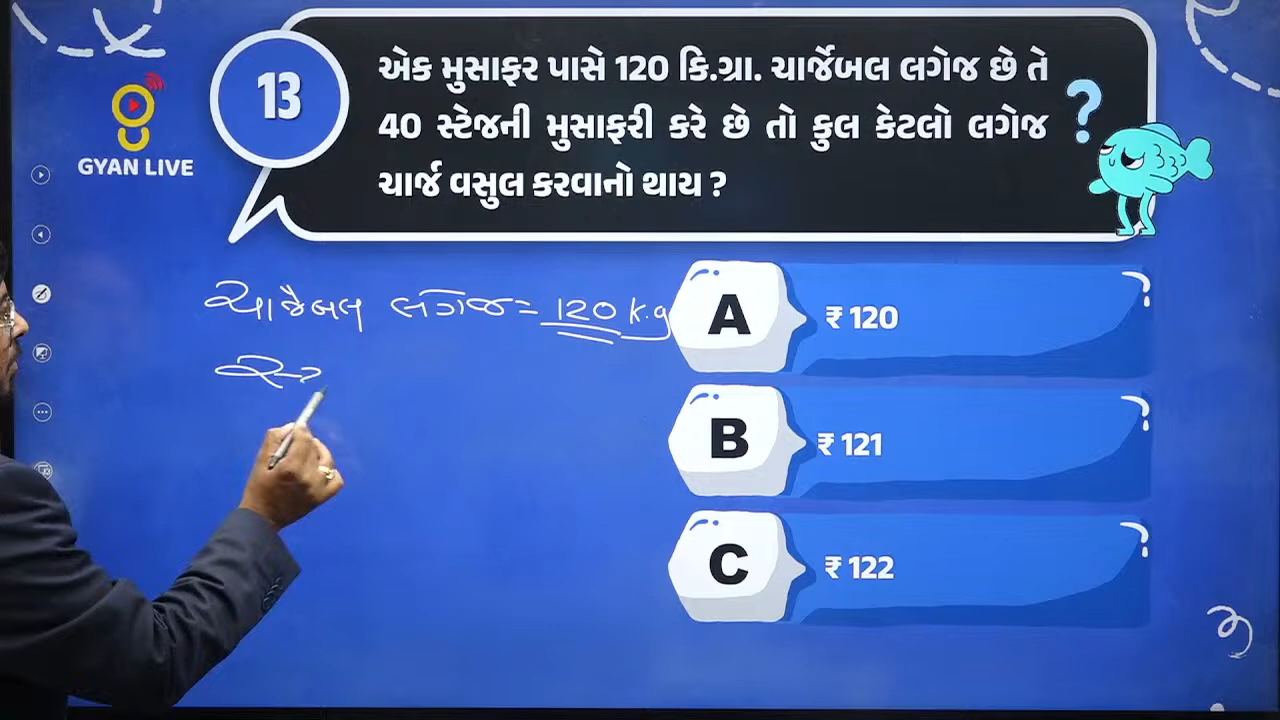 13
એક મુસાફર પાસે 120 કિ.ગ્રા. ચાર્જેબલ લગેજ છે તે
40 સ્ટેજની મુસાફરી કરે છે તો કુલ કેટલો લગેજ
ચાર્જ વસુલ કરવાનો થાય ?
?
GYAN LIVE
ચાર્જેબલ લગેજ = 120 K.g
A
₹ 120
B
₹ 121
C
₹ 122